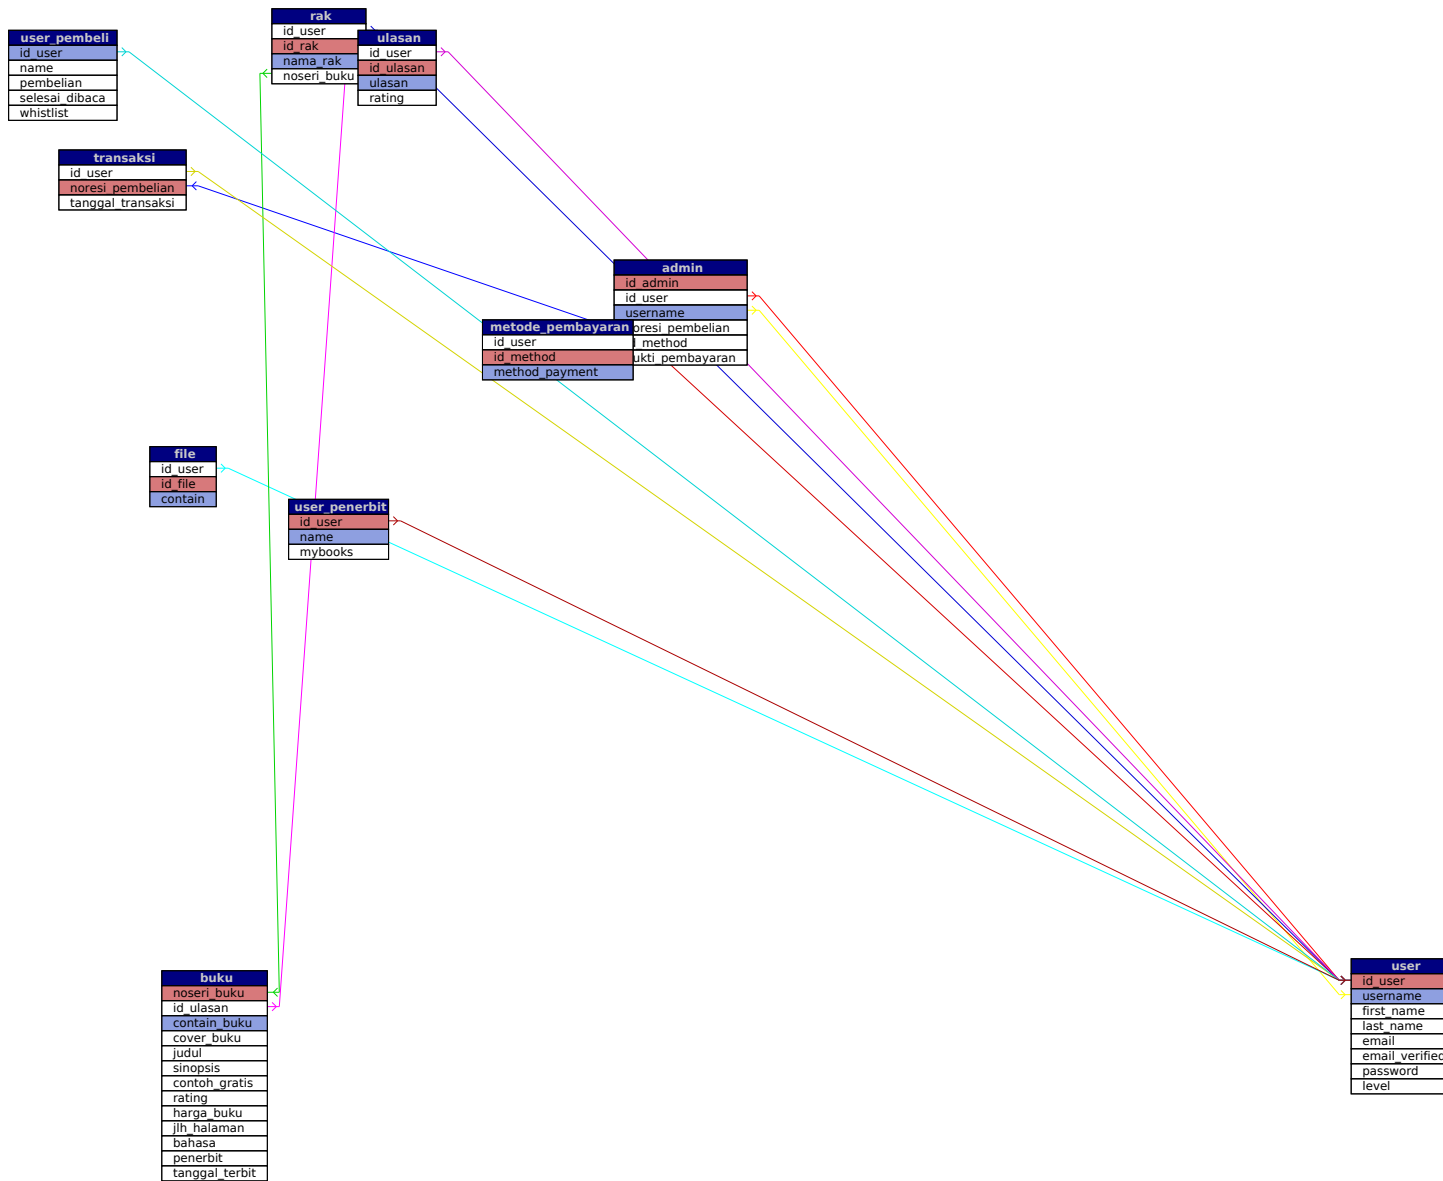 user_pembeli
id_user
name
pembelian
selesai_dibaca
whistlist
rak
id_user
id_rak
nama_rak
noseri_buku
ulasan
id_user
id_ulasan
ulasan
rating
transaksi
id_user
noresi_pembelian
tanggal_transaksi
admin
id_admin
id_user
username
oresi_pembelian
_method
ukti_pembayaran
metode_pembayaran
id_user
id_method
method_payment
file
id_user
id_file
contain
user_penerbit
id_user
name
mybooks
buku
noseri_buku
id_ulasan
contain_buku
cover_buku
judul
sinopsis
contoh_gratis
rating
harga_buku
jlh_halaman
bahasa
penerbit
tanggal_terbit
user
id_user
username
first_name
last_name
email
email_verified
password
level